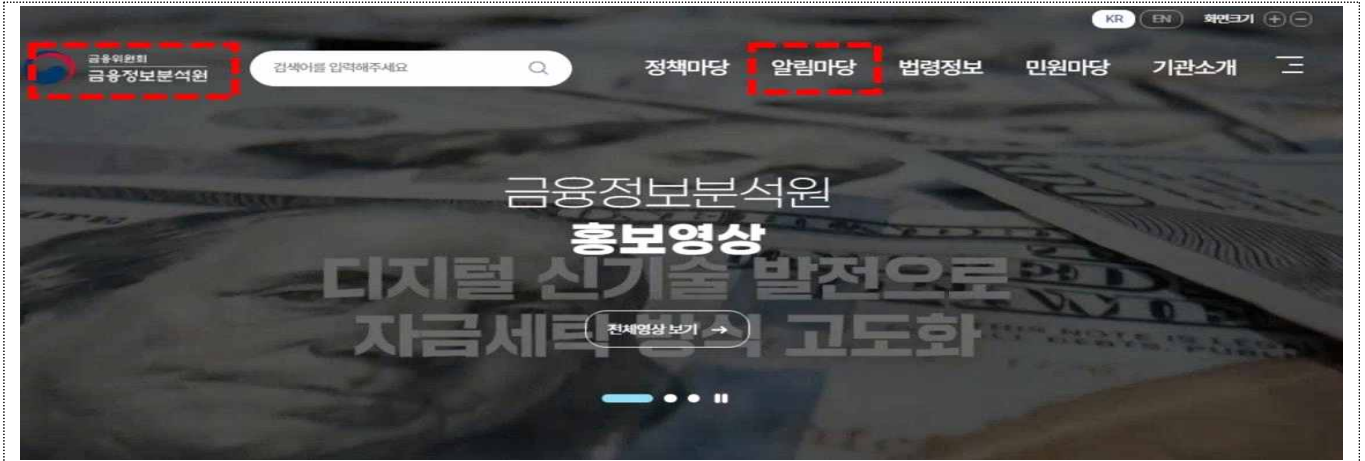 KR EN 화면크기
금융위원회
금융정보분석원
검색어를 입력해주세요
정책마당 알림마당 법령정보 민원마당 기관소개
금융정보분석원
홍보영상
디지털 신기술 발전으로
자금세탁 방식 고도화
전체영상 보기 →